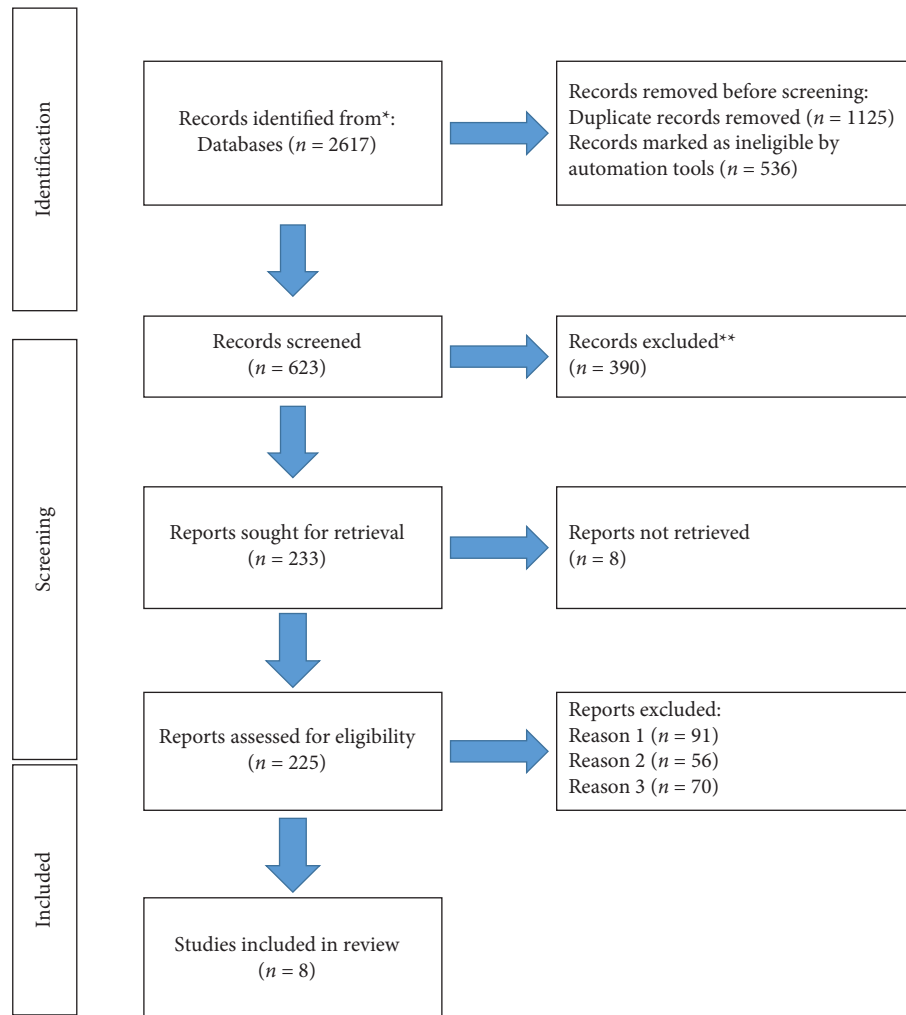 Identification
Records identified from*:
Databases (n = 2617)
Records removed before screening:
Duplicate records removed (n = 1125)
Records marked as ineligible by
automation tools (n = 536)
Screening
Records screened
(n = 623)
Records excluded**
(n = 390)
Reports sought for retrieval
(n = 233)
Reports not retrieved
(n = 8)
Reports assessed for eligibility
(n = 225)
Reports excluded:
Reason 1 (n = 91)
Reason 2 (n = 56)
Reason 3 (n = 70)
Included
Studies included in review
(n = 8)